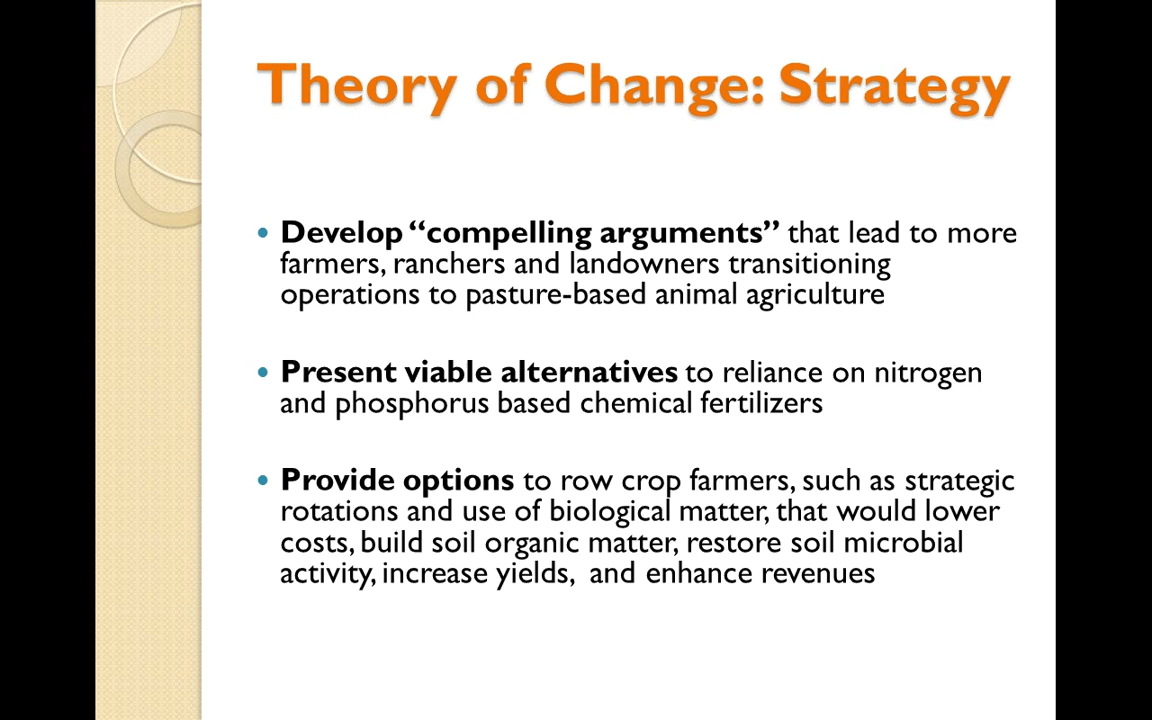 Theory of Change: Strategy
• Develop “compelling arguments” that lead to more
farmers, ranchers and landowners transitioning
operations to pasture-based animal agriculture
• Present viable alternatives to reliance on nitrogen
and phosphorus based chemical fertilizers
• Provide options to row crop farmers, such as strategic
rotations and use of biological matter, that would lower
costs, build soil organic matter, restore soil microbial
activity, increase yields,  and enhance revenues